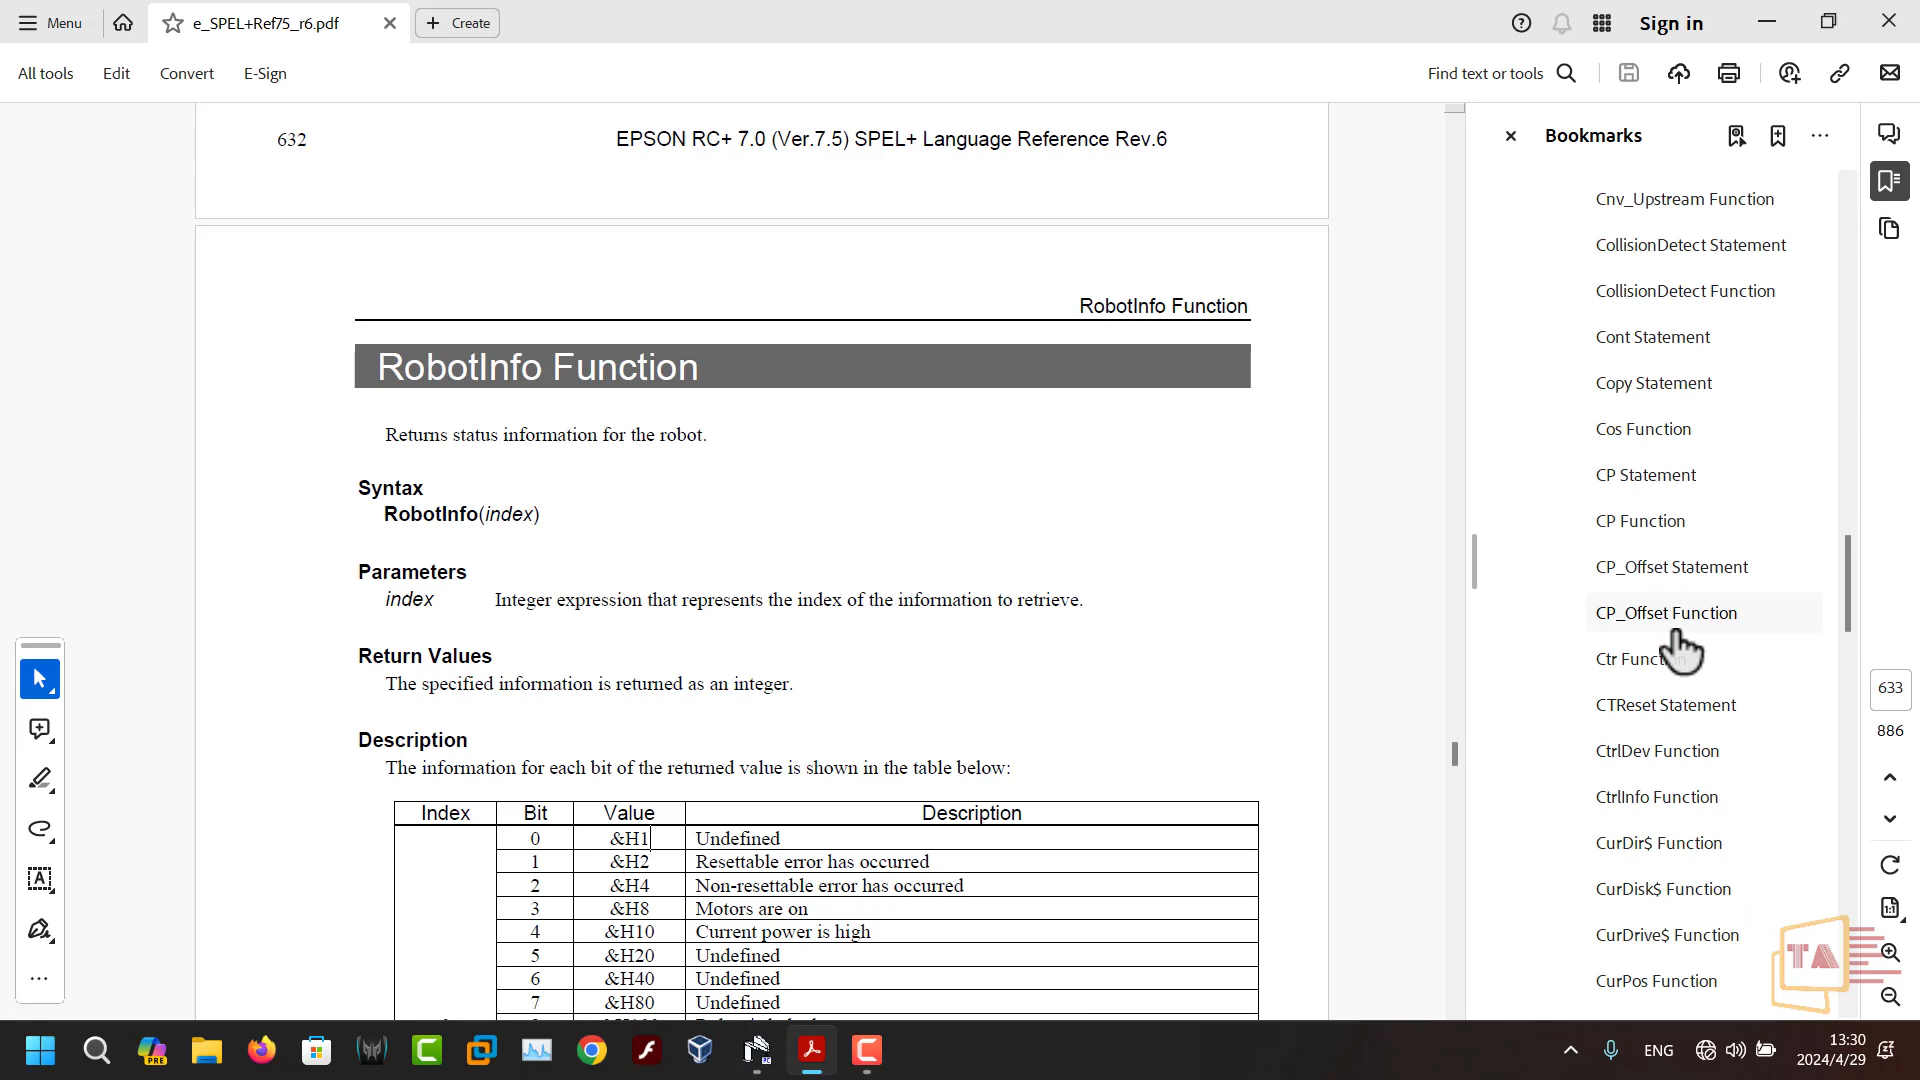 Menu
e_SPEL+Ref75_r6.pdf
Create
Sign in
All tools
Edit
Convert
E-Sign
Find text or tools
632
EPSON RC+ 7.0 (Ver.7.5) SPEL+ Language Reference Rev.6
RobotInfo Function
RobotInfo Function
Returns status information for the robot.
Syntax
RobotInfo(index)
Parameters
index Integer expression that represents the index of the information to retrieve.
Return Values
The specified information is returned as an integer.
Description
The information for each bit of the returned value is shown in the table below:
Index Bit Value Description
0 &H1 Undefined
1 &H2 Resettable error has occurred
2 &H4 Non-resettable error has occurred
3 &H8 Motors are on
4 &H10 Current power is high
5 &H20 Undefined
6 &H40 Undefined
7 &H80 Undefined
Bookmarks
Cnv_Upstream Function
CollisionDetect Statement
CollisionDetect Function
Cont Statement
Copy Statement
Cos Function
CP Statement
CP Function
CP_Offset Statement
CP_Offset Function
Ctr
CTReset Statement
CtrlDev Function
CtrlInfo Function
CurDir$ Function
CurDisk$ Function
CurDrive$ Function
CurPos Function
633
886
1:1
TA
PRE
ENG
13:30
2024/4/29